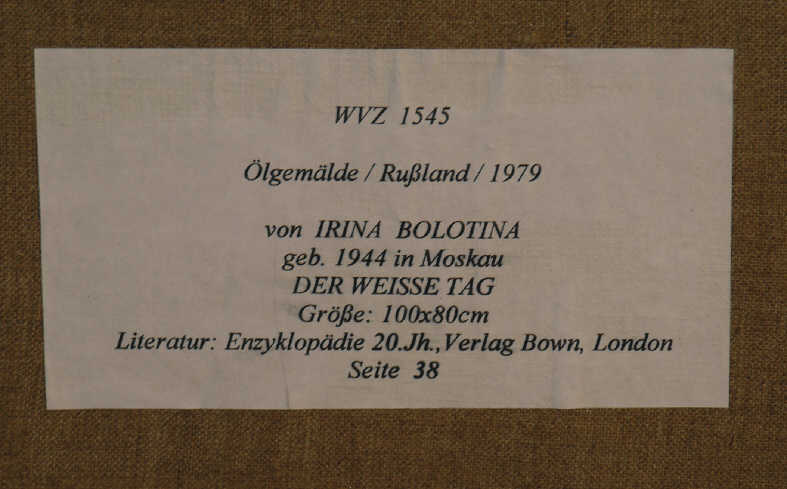 WVZ 1545
Ölgemälde / Rußland / 1979
von IRINA BOLOTINA
geb. 1944 in Moskau
DER WEISSE TAG
Größe: 100x80cm
Literatur: Enzyklopädie 20.Jh.,Verlag Bown, London
Seite 38